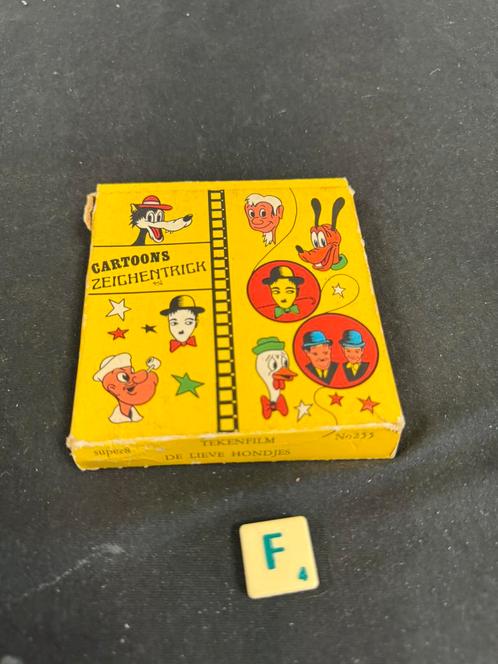 CARTOONS
ZEICHENTRICK
super8
TEKENFILM
No 255
DE LIEVE HONDJES
F
4